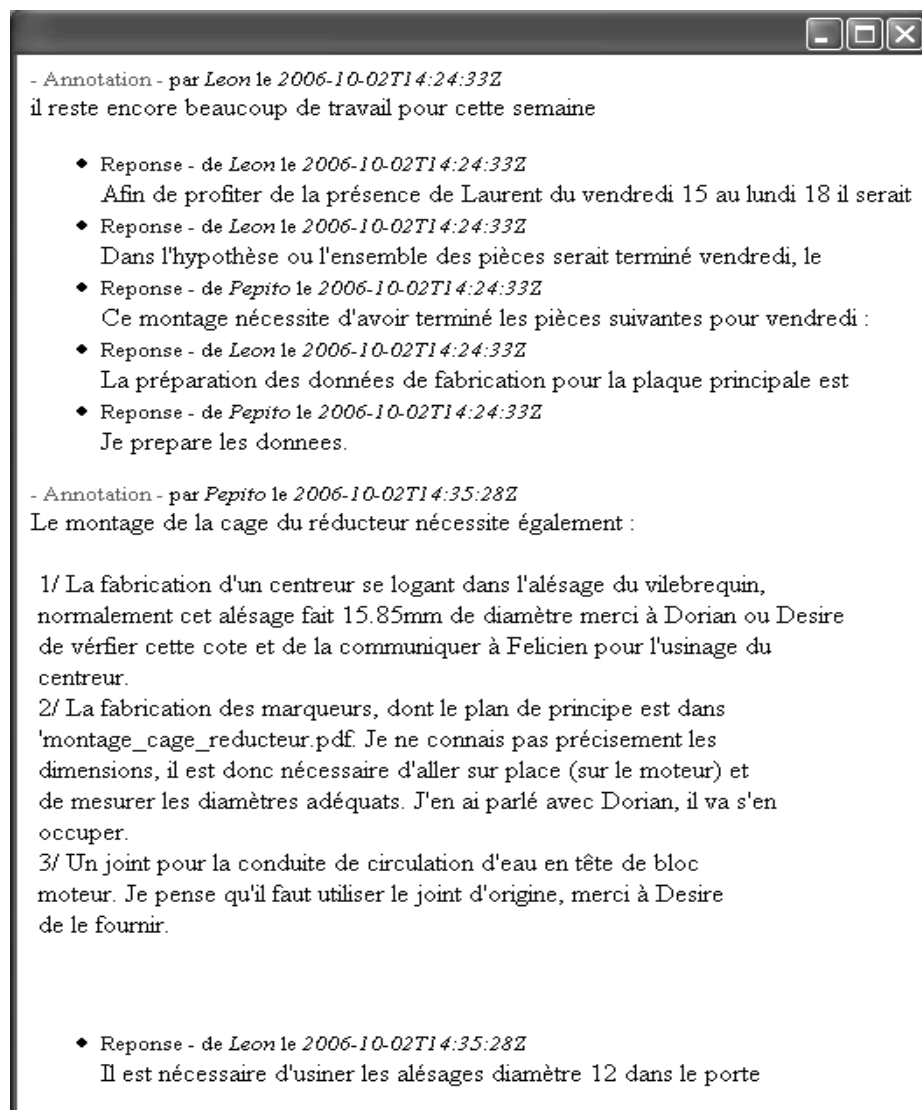 - Annotation - par Leon le 2006-10-02T14:24:33Z
il reste encore beaucoup de travail pour cette semaine
Reponse - de Leon le 2006-10-02T14:24:33Z
Afin de profiter de la présence de Laurent du vendredi 15 au lundi 18 il serait
Reponse - de Leon le 2006-10-02T14:24:33Z
Dans l'hypothèse ou l'ensemble des pièces serait terminé vendredi, le
Reponse - de Pepito le 2006-10-02T14:24:33Z
Ce montage nécessite d'avoir terminé les pièces suivantes pour vendredi :
Reponse - de Leon le 2006-10-02T14:24:33Z
La préparation des données de fabrication pour la plaque principale est
Reponse - de Pepito le 2006-10-02T14:24:33Z
Je prepare les donnees.
- Annotation - par Pepito le 2006-10-02T14:35:28Z
Le montage de la cage du réducteur nécessite également :
1/ La fabrication d'un centreur se logant dans l'alésage du vilebrequin,
normalement cet alésage fait 15.85mm de diamètre merci à Dorian ou Desire
de vérfier cette cote et de la communiquer à Felicien pour l'usinage du
centreur.
2/ La fabrication des marqueurs, dont le plan de principe est dans
'montage_cage_reducteur.pdf. Je ne connais pas précisement les
dimensions, il est donc nécessaire d'aller sur place (sur le moteur) et
de mesurer les diamètres adéquats. J'en ai parlé avec Dorian, il va s'en
occuper.
3/ Un joint pour la conduite de circulation d'eau en tête de bloc
moteur. Je pense qu'il faut utiliser le joint d'origine, merci à Desire
de le fournir.
Reponse - de Leon le 2006-10-02T14:35:28Z
Il est nécessaire d'usiner les alésages diamètre 12 dans le porte